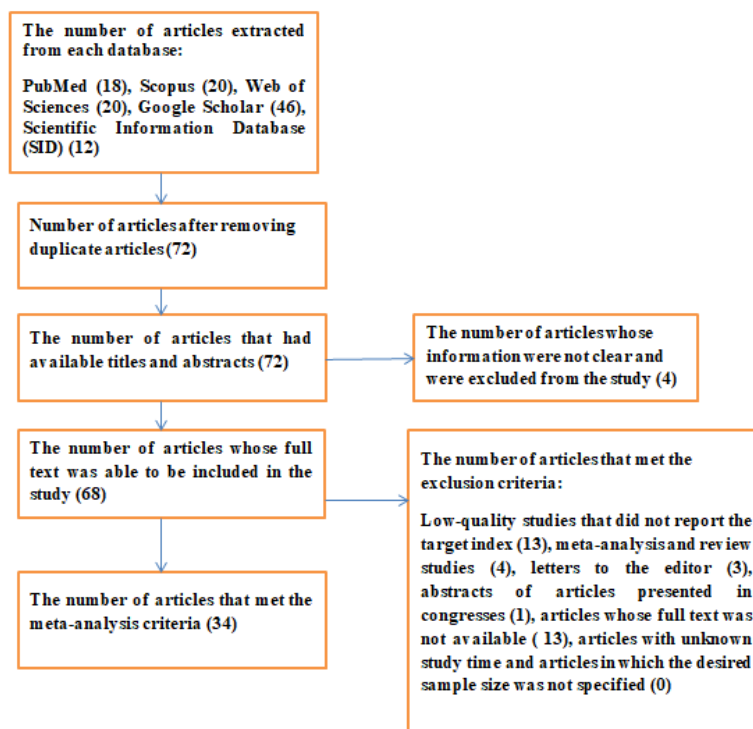 The number of articles extracted
from each database:
PubMed (18), Scopus (20), Web of
Sciences (20), Google Scholar (46),
Scientific Information Database
(SID) (12)
Number of articles after removing
duplicate articles (72)
The number of articles that had
available titles and abstracts (72)
The number of articles whose
information were not clear and
were excluded from the study (4)
The number of articles whose full
text was able to be included in the
study (68)
The number of articles that met the
exclusion criteria:
Low-quality studies that did not report the
target index (13), meta-analysis and review
studies (4), letters to the editor (3),
abstracts of articles presented in
congresses (1), articles whose full text was
not available ( 13), articles with unknown
study time and articles in which the desired
sample size was not specified (0)
The number of articles that met the
meta-analysis criteria (34)